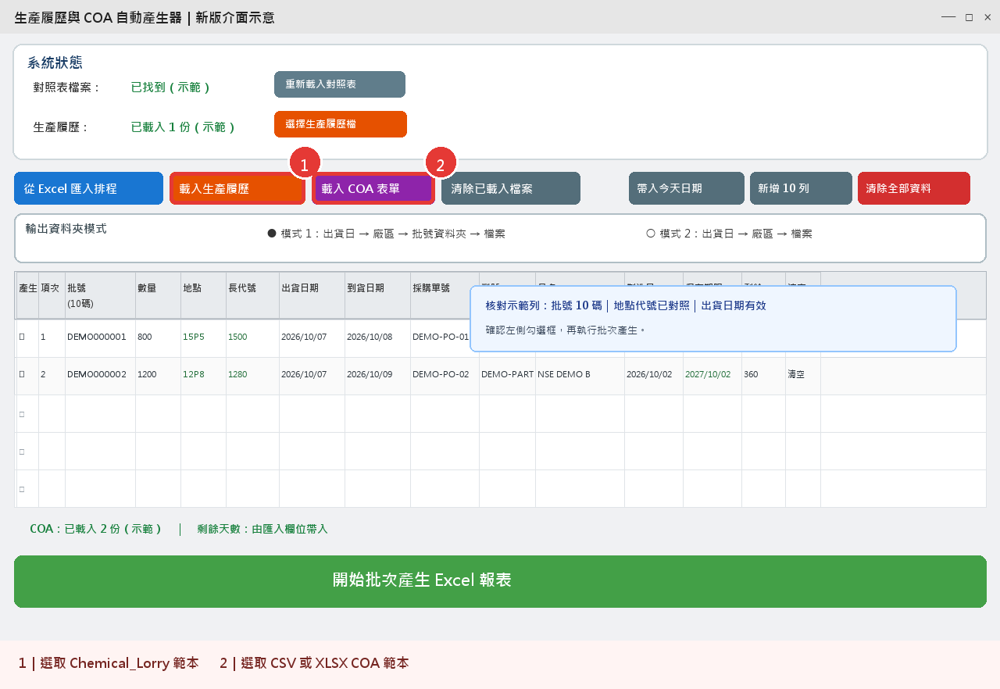 生產履歷與 COA 自動產生器｜新版介面示意
系統狀態
對照表檔案：
已找到（示範）
重新載入對照表
生產履歷：
已載入 1 份（示範）
選擇生產履歷檔
1
2
從 Excel 匯入排程
載入生產履歷
載入 COA 表單
清除已載入檔案
帶入今天日期
新增 10 列
清除全部資料
輸出資料夾模式
● 模式 1：出貨日 → 廠區 → 批號資料夾 → 檔案
○ 模式 2：出貨日 → 廠區 → 檔案
產生 項次 批號 數量 地點 長代號 出貨日期 到貨日期 採購單號
(10碼)
核對示範列：批號 10 碼｜地點代號已對照｜出貨日期有效
確認左側勾選框，再執行批次產生。
1 DEMO000001 800 15P5 1500 2026/10/07 2026/10/08 DEMO-PO-01
2 DEMO000002 1200 12P8 1280 2026/10/07 2026/10/09 DEMO-PO-02 DEMO-PART NSE DEMO B 2026/10/02 2027/10/02 360 清空
COA：已載入 2 份（示範）｜剩餘天數：由匯入欄位帶入
開始批次產生 Excel 報表
1｜選取 Chemical_Lorry 範本 2｜選取 CSV 或 XLSX COA 範本